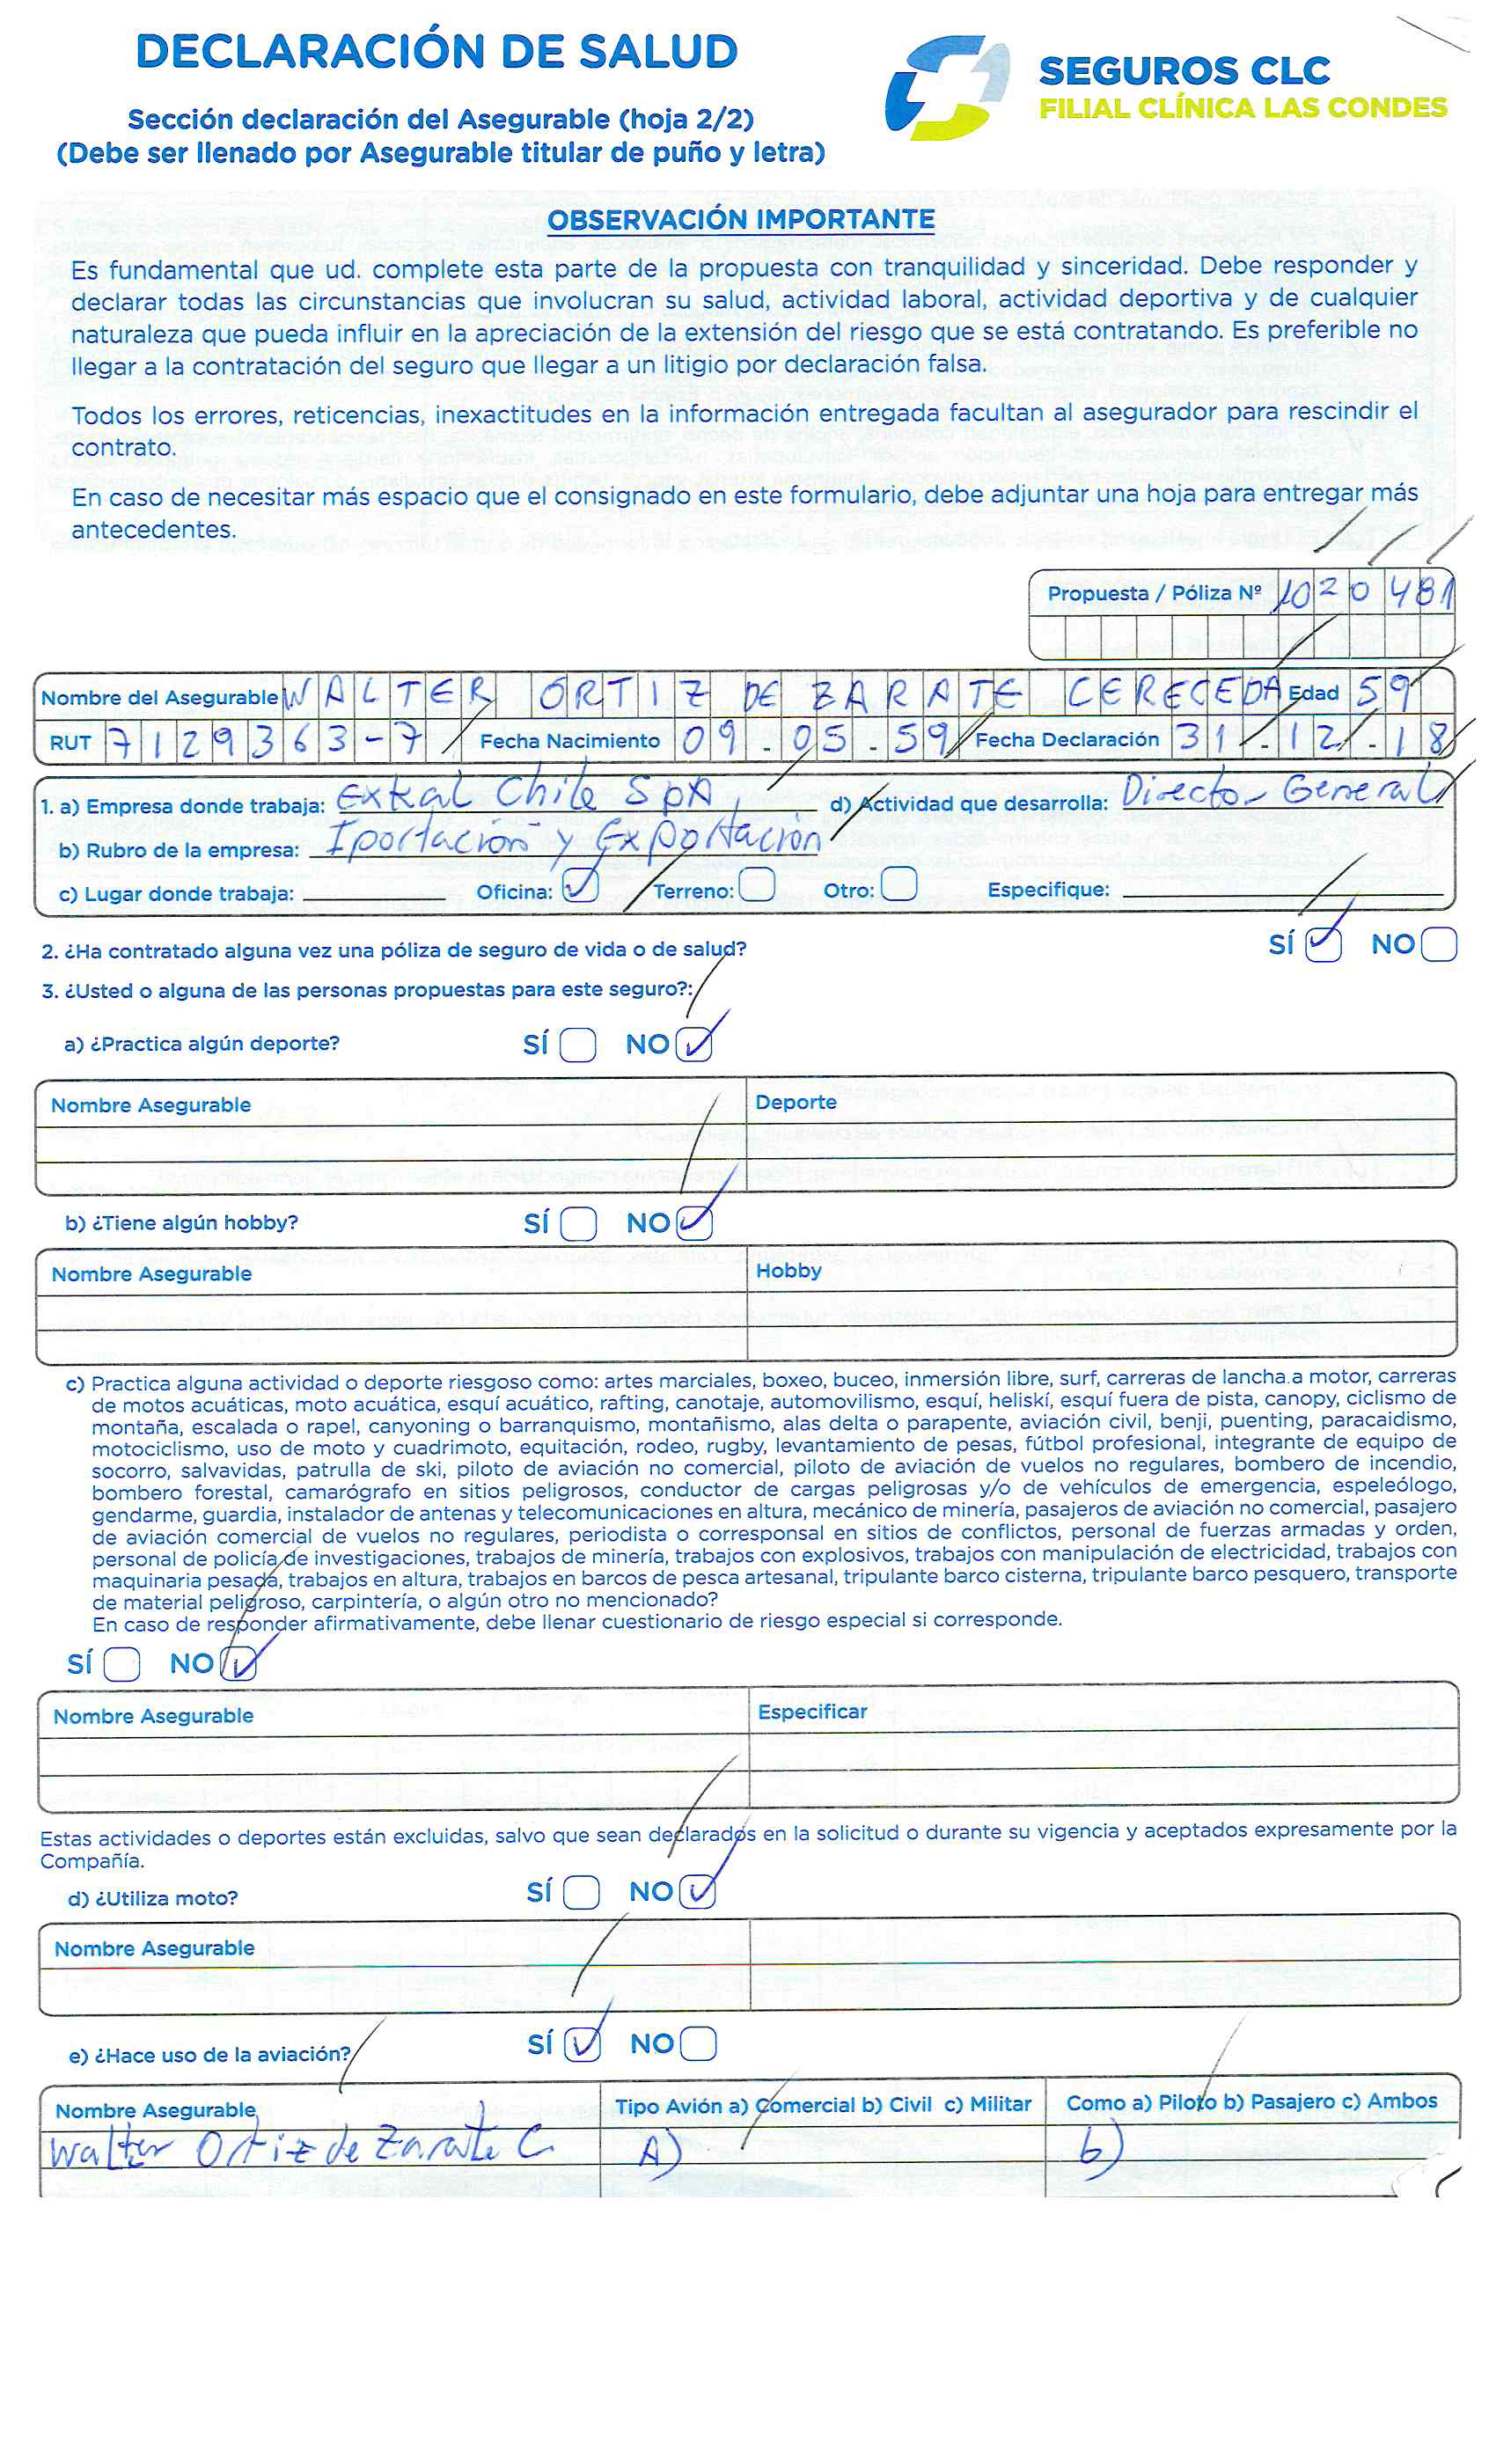 DECLARACIÓN DE SALUD
Sección declaración del Asegurable (hoja 2/2)
(Debe ser llenado por Asegurable titular de puño y letra)
SEGUROS CLC
FILIAL CLÍNICA LAS CONDES
OBSERVACIÓN IMPORTANTE
Es fundamental que ud. complete esta parte de la propuesta con tranquilidad y sinceridad. Debe responder y
declarar todas las circunstancias que involucran su salud, actividad laboral, actividad deportiva y de cualquier
naturaleza que pueda influir en la apreciación de la extensión del riesgo que se está contratando. Es preferible no
llegar a la contratación del seguro que llegar a un litigio por declaración falsa.
Todos los errores, reticencias, inexactitudes en la información entregada facultan al asegurador para rescindir el
contrato.
En caso de necesitar más espacio que el consignado en este formulario, debe adjuntar una hoja para entregar más
antecedentes.
Propuesta / Póliza Nº 1020481
Nombre del Asegurable WALTER ORTIZ DE ZARATE CERECEDA Edad 59
RUT 7129363-7 Fecha Nacimiento 09.05.59 Fecha Declaración 31.12.18
1. a) Empresa donde trabaja: Extral Chile SpA d) Actividad que desarrolla: Director General
b) Rubro de la empresa: Iportación y Exportación
c) Lugar donde trabaja: Oficina: ✓ Terreno: Otro: Especifique:
2. ¿Ha contratado alguna vez una póliza de seguro de vida o de salud? SÍ ✓ NO
3. ¿Usted o alguna de las personas propuestas para este seguro?:
a) ¿Practica algún deporte? SÍ NO ✓
Nombre Asegurable Deporte
b) ¿Tiene algún hobby? SÍ NO ✓
Nombre Asegurable Hobby
c) Practica alguna actividad o deporte riesgoso como: artes marciales, boxeo, buceo, inmersión libre, surf, carreras de lancha a motor, carreras
de motos acuáticas, moto acuática, esquí acuático, rafting, canotaje, automovilismo, esquí, heliskí, esquí fuera de pista, canopy, ciclismo de
montaña, escalada o rapel, canyoning o barranquismo, montañismo, alas delta o parapente, aviación civil, benji, puenting, paracaidismo,
motociclismo, uso de moto y cuadrimoto, equitación, rodeo, rugby, levantamiento de pesas, fútbol profesional, integrante de equipo de
socorro, salvavidas, patrulla de ski, piloto de aviación no comercial, piloto de aviación de vuelos no regulares, bombero de incendio,
bombero forestal, camarógrafo en sitios peligrosos, conductor de cargas peligrosas y/o de vehículos de emergencia, espeleólogo,
gendarme, guardia, instalador de antenas y telecomunicaciones en altura, mecánico de minería, pasajeros de aviación no comercial, pasajero
de aviación comercial de vuelos no regulares, periodista o corresponsal en sitios de conflictos, personal de fuerzas armadas y orden,
personal de policía de investigaciones, trabajos de minería, trabajos con explosivos, trabajos con manipulación de electricidad, trabajos con
maquinaria pesada, trabajos en altura, trabajos en barcos de pesca artesanal, tripulante barco cisterna, tripulante barco pesquero, transporte
de material peligroso, carpintería, o algún otro no mencionado?
En caso de responder afirmativamente, debe llenar cuestionario de riesgo especial si corresponde.
SÍ NO ✓
Nombre Asegurable Especificar
Estas actividades o deportes están excluidas, salvo que sean declarados en la solicitud o durante su vigencia y aceptados expresamente por la
Compañía.
d) ¿Utiliza moto? SÍ NO ✓
Nombre Asegurable
e) ¿Hace uso de la aviación? SÍ ✓ NO
Nombre Asegurable Tipo Avión a) Comercial b) Civil c) Militar Como a) Piloto b) Pasajero c) Ambos
Walter Ortiz de Zarate C. A) b)